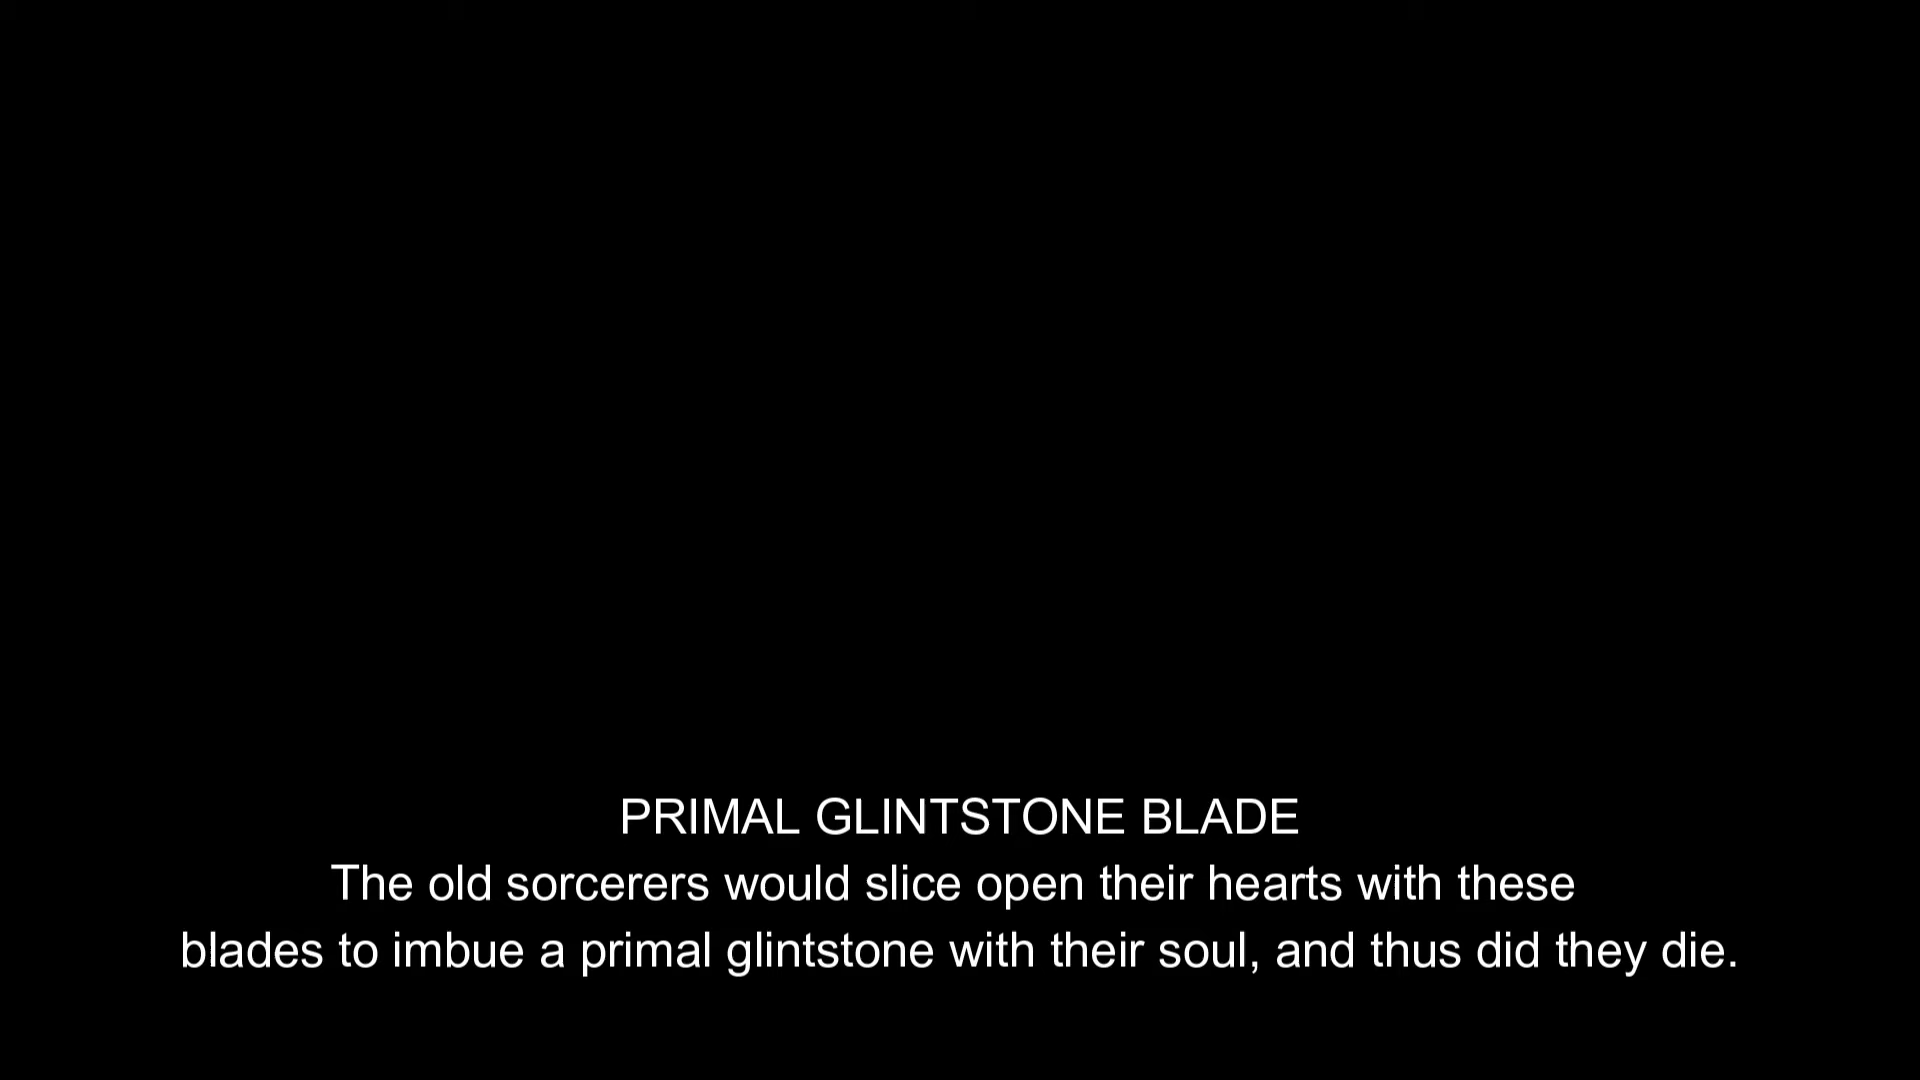 PRIMAL GLINTSTONE BLADE
The old sorcerers would slice open their hearts with these
blades to imbue a primal glintstone with their soul, and thus did they die.